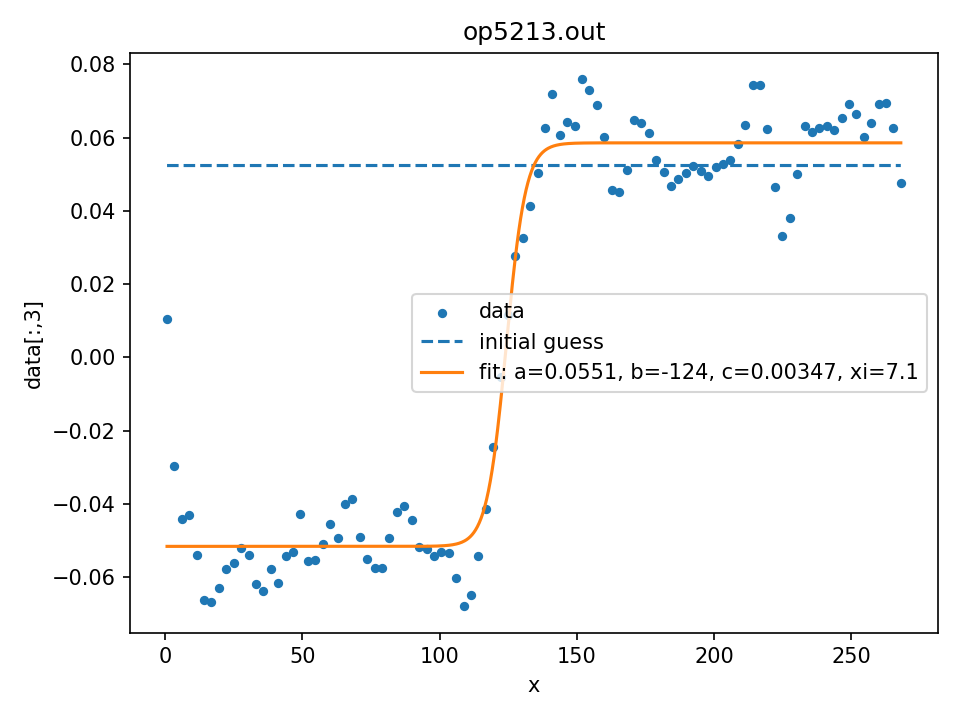 op5213.out
0.08
0.06
0.04
0.02
0.00
−0.02
−0.04
−0.06
data[:,3]
data
initial guess
fit: a=0.0551, b=-124, c=0.00347, xi=7.1
0 50 100 150 200 250
x